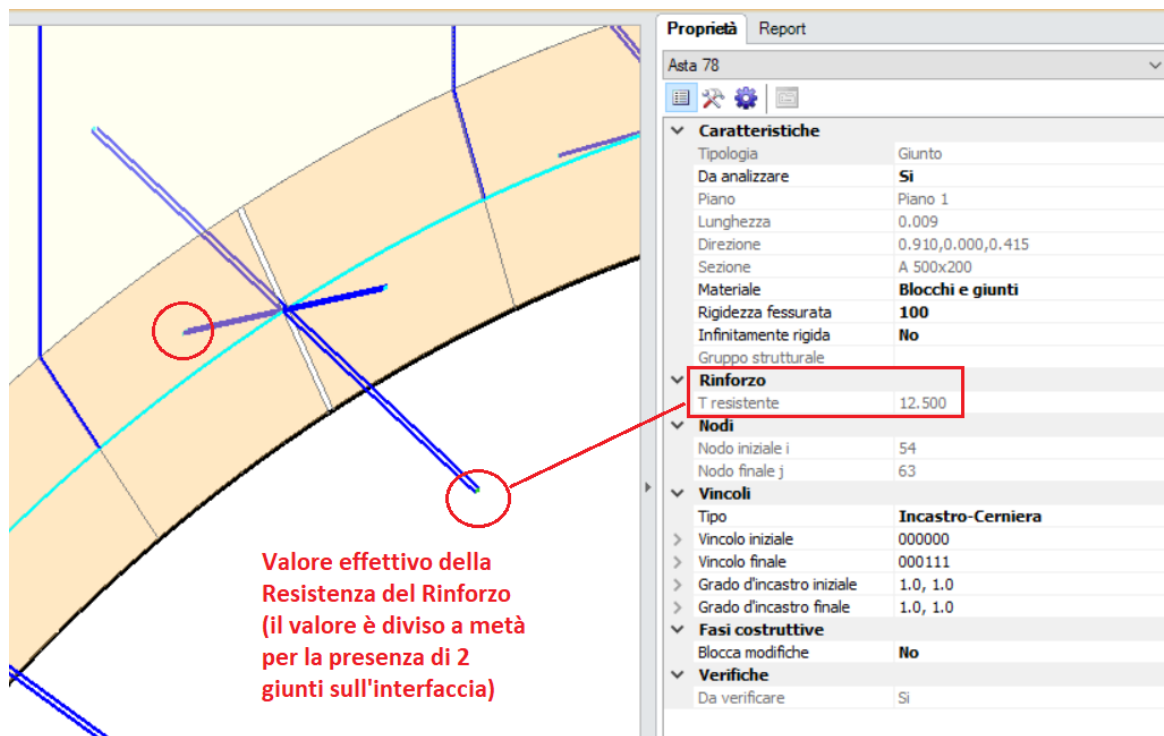 Proprietà Report
Asta 78
Caratteristiche
Tipologia Giunto
Da analizzare Si
Piano Piano 1
Lunghezza 0.009
Direzione 0.910,0.000,0.415
Sezione A 500x200
Materiale Blocchi e giunti
Rigidezza fessurata 100
Infinitamente rigida No
Gruppo strutturale
Rinforzo
T resistente 12.500
Nodi
Nodo iniziale i 54
Nodo finale j 63
Vincoli
Tipo Incastro-Cerniera
Vincolo iniziale 000000
Vincolo finale 000111
Grado d'incastro iniziale 1.0, 1.0
Grado d'incastro finale 1.0, 1.0
Fasi costruttive
Blocca modifiche No
Verifiche
Da verificare Si
Valore effettivo della
Resistenza del Rinforzo
(il valore è diviso a metà
per la presenza di 2
giunti sull'interfaccia)